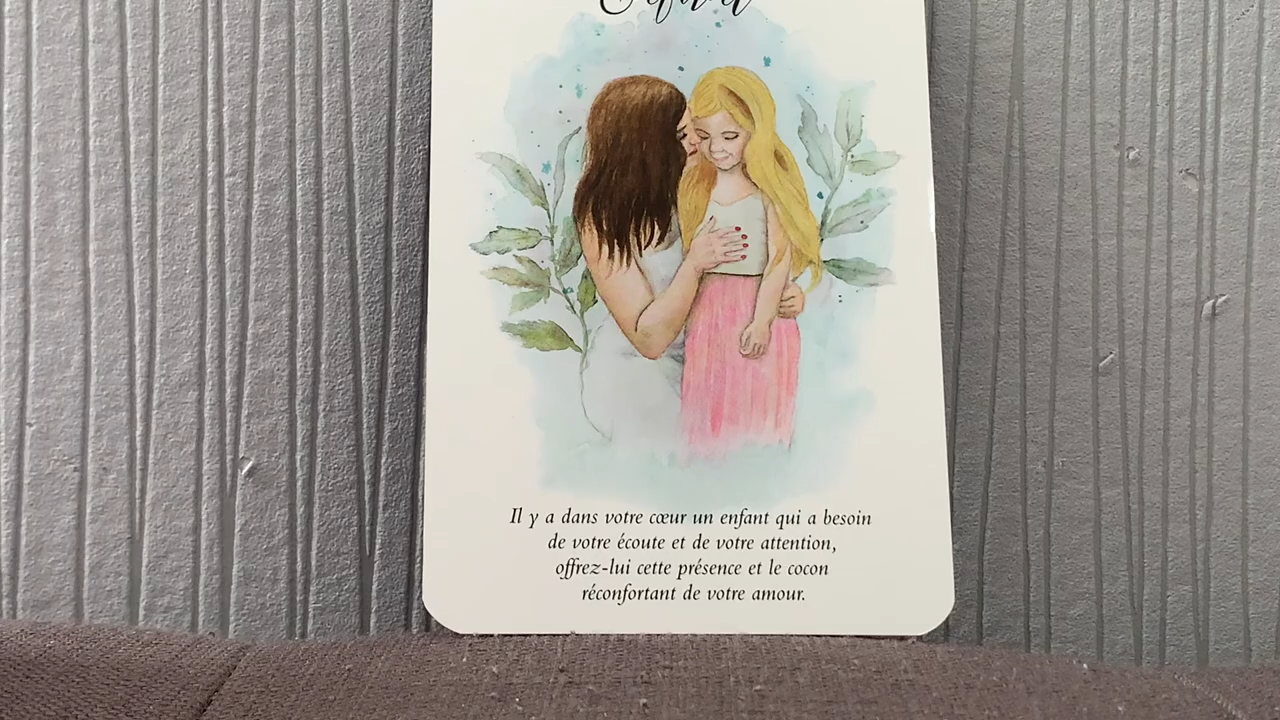 Il y a dans votre cœur un enfant qui a besoin
de votre écoute et de votre attention,
offrez-lui cette présence et le cocon
réconfortant de votre amour.